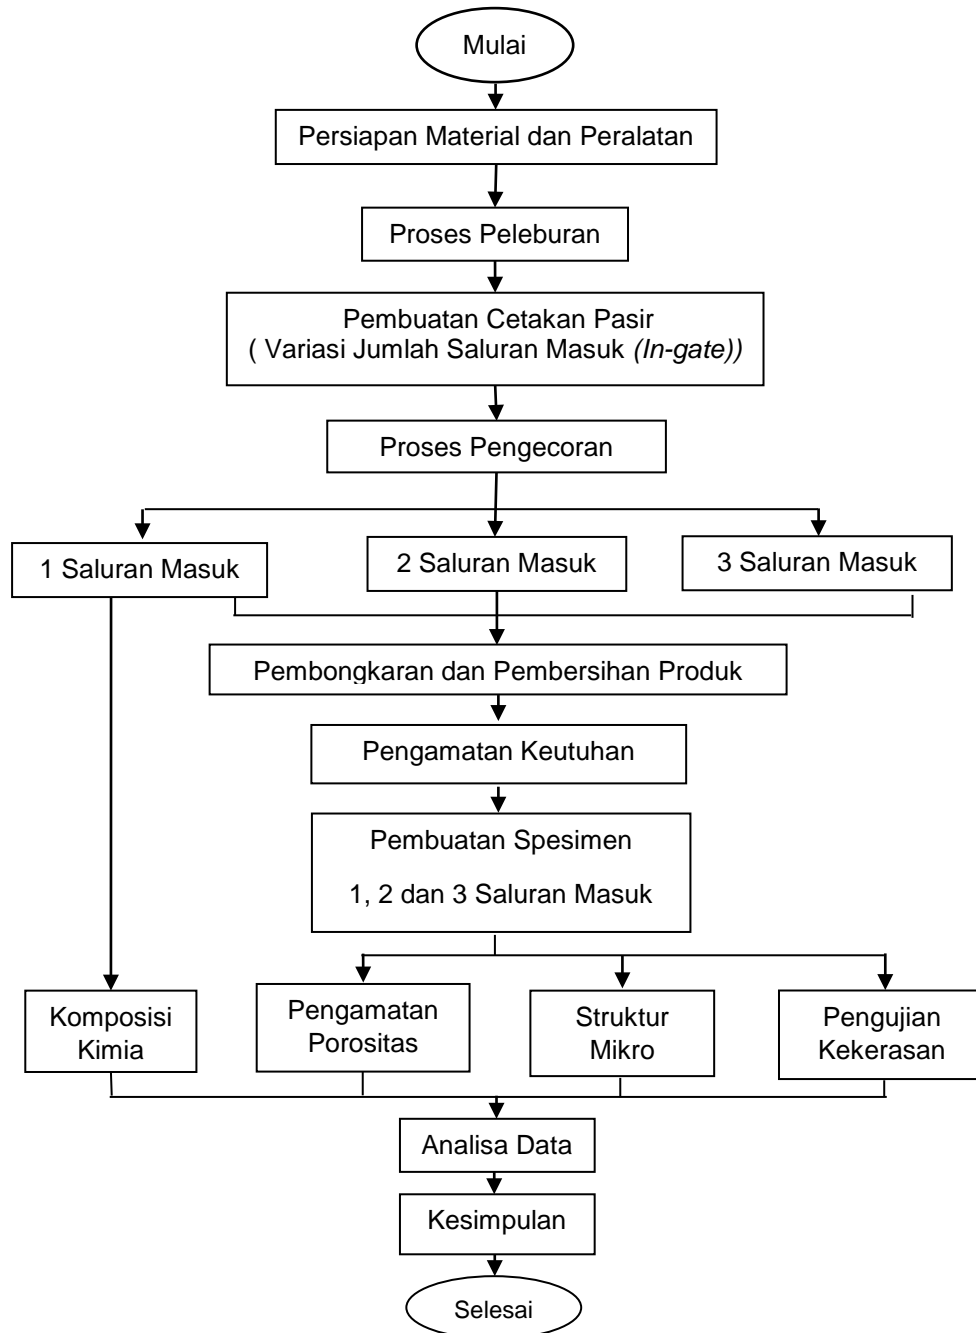 Mulai
Persiapan Material dan Peralatan
Proses Peleburan
Pembuatan Cetakan Pasir
( Variasi Jumlah Saluran Masuk (In-gate))
Proses Pengecoran
1 Saluran Masuk
2 Saluran Masuk
3 Saluran Masuk
Pembongkaran dan Pembersihan Produk
Pengamatan Keutuhan
Pembuatan Spesimen
1, 2 dan 3 Saluran Masuk
Komposisi
Kimia
Pengamatan
Porositas
Struktur
Mikro
Pengujian
Kekerasan
Analisa Data
Kesimpulan
Selesai